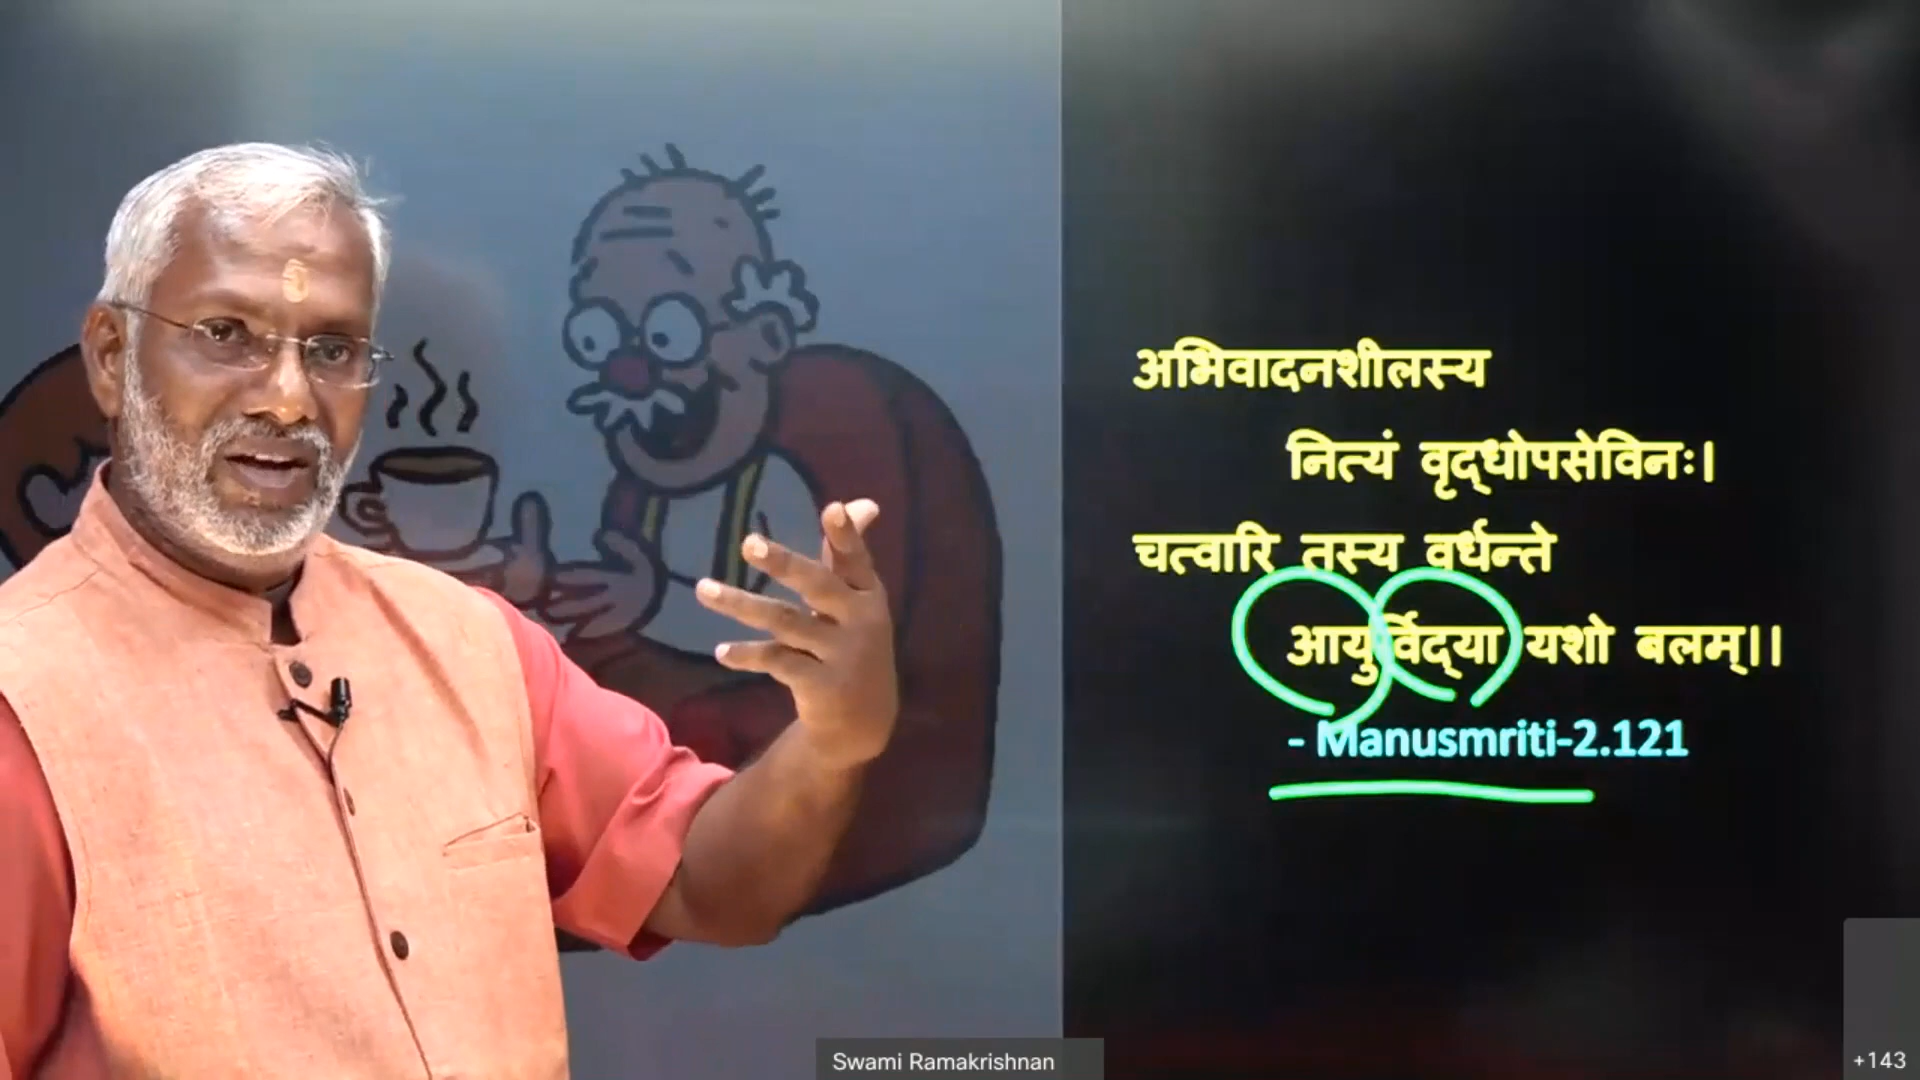 अभिवादनशीलस्य
नित्यं वृद्धोपसेविनः।
चत्वारि तस्य वर्धन्ते
आयुर्विद्या यशो बलम्।।
- Manusmriti-2.121
Swami Ramakrishnan
+143